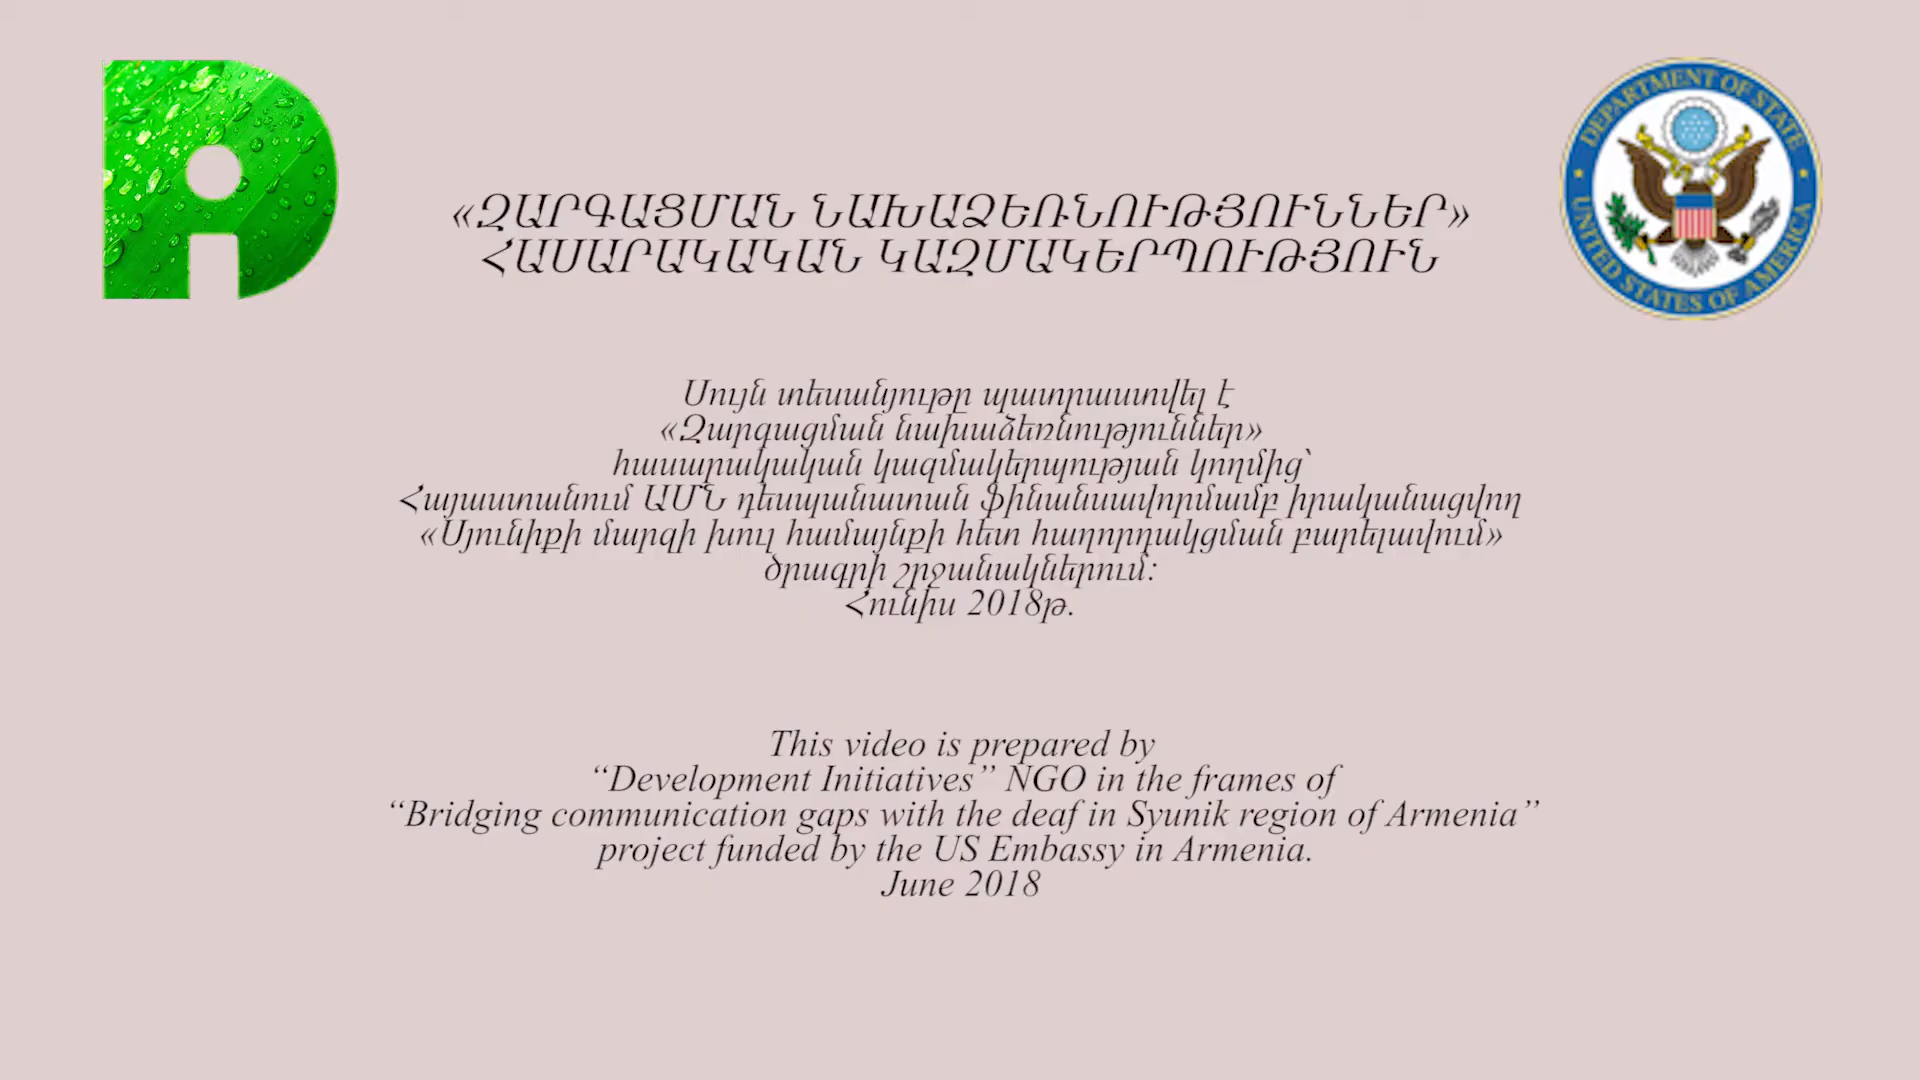 «ԶԱՐԳԱՑՄԱՆ ՆԱԽԱՁԵՌՆՈՒԹՅՈՒՆՆԵՐ»
ՀԱՍԱՐԱԿԱԿԱՆ ԿԱԶՄԱԿԵՐՊՈՒԹՅՈՒՆ
DEPARTMENT OF STATE
UNITED STATES OF AMERICA
Սույն տեսանյութը պատրաստվել է
«Զարգացման նախաձեռնություններ»
հասարակական կազմակերպության կողմից՝
Հայաստանում ԱՄՆ դեսպանատան ֆինանսավորմամբ իրականացվող
«Սյունիքի մարզի խուլ համայնքի հետ հաղորդակցման բարելավում»
ծրագրի շրջանակներում:
Հունիս 2018թ.
This video is prepared by
“Development Initiatives” NGO in the frames of
“Bridging communication gaps with the deaf in Syunik region of Armenia”
project funded by the US Embassy in Armenia.
June 2018